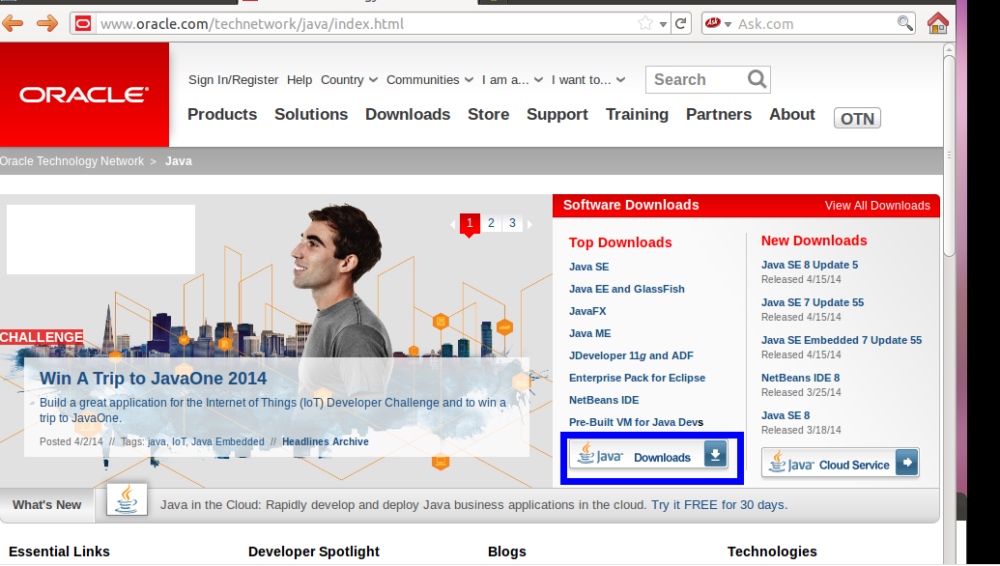 www.oracle.com/technetwork/java/index.html
Ask Ask.com
ORACLE
Sign In/Register Help Country Communities I am a... I want to... Search
Products Solutions Downloads Store Support Training Partners About OTN
Oracle Technology Network > Java
1 2 3
CHALLENGE
Win A Trip to JavaOne 2014
Build a great application for the Internet of Things (IoT) Developer Challenge and to win a
trip to JavaOne.
Posted 4/2/14 // Tags: java, IoT, Java Embedded // Headlines Archive
Software Downloads View All Downloads
Top Downloads
Java SE
Java EE and GlassFish
JavaFX
Java ME
JDeveloper 11g and ADF
Enterprise Pack for Eclipse
NetBeans IDE
Pre-Built VM for Java Devs
Java Downloads
New Downloads
Java SE 8 Update 5
Released 4/15/14
Java SE 7 Update 55
Released 4/15/14
Java SE Embedded 7 Update 55
Released 4/15/14
NetBeans IDE 8
Released 3/25/14
Java SE 8
Released 3/18/14
Java Cloud Service
What's New Java in the Cloud: Rapidly develop and deploy Java business applications in the cloud. Try it FREE for 30 days.
Essential Links Developer Spotlight Blogs Technologies